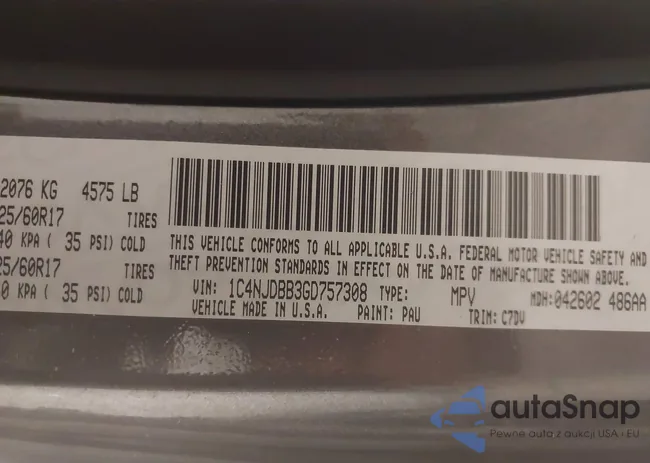 2076 KG 4575 LB
25/60R17 TIRES
40 KPA ( 35 PSI) COLD
25/60R17 TIRES
0 KPA ( 35 PSI) COLD
THIS VEHICLE CONFORMS TO ALL APPLICABLE U.S.A. FEDERAL MOTOR VEHICLE SAFETY AND
THEFT PREVENTION STANDARDS IN EFFECT ON THE DATE OF MANUFACTURE SHOWN ABOVE.
VIN: 1C4NJDBB3GD757308 TYPE: MPV MDH:042602 486AA
VEHICLE MADE IN U.S.A. PAINT: PAU TRIM: C7DV
autaSnap
Pewne auta z aukcji USA i EU